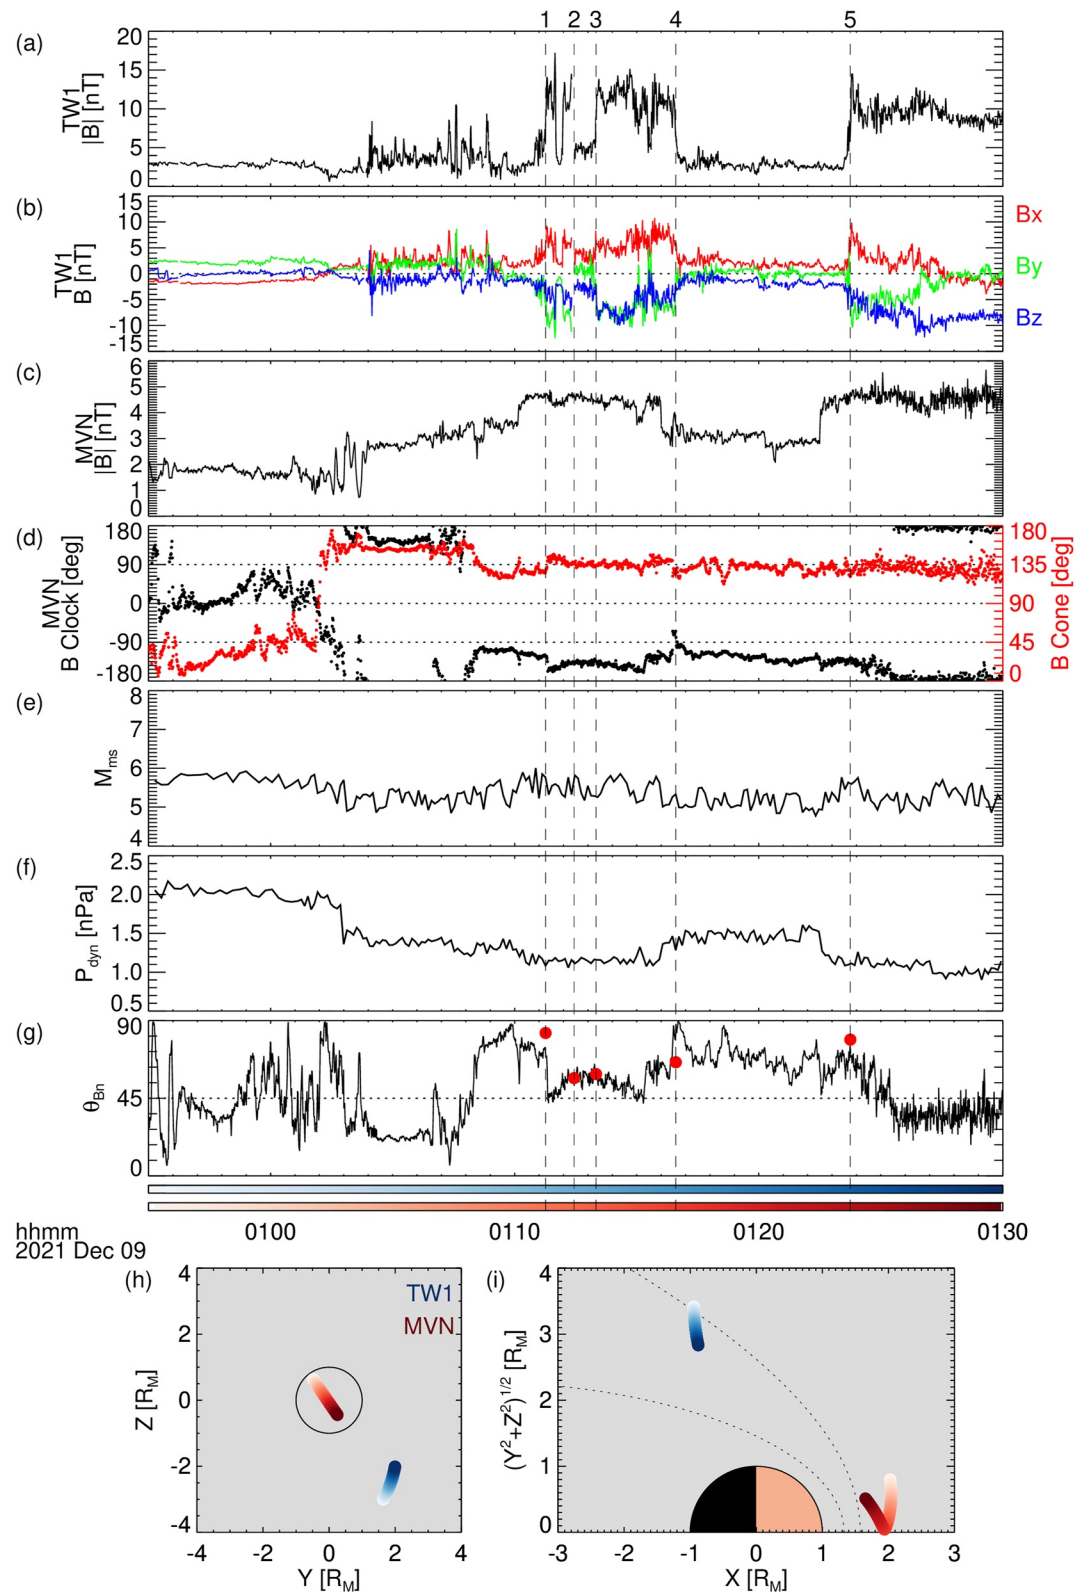 1 2 3 4 5
(a)
TW1
|B| [nT]
20
15
10
5
0
(b)
TW1
B [nT]
15
10
5
0
-5
-10
-15
Bx
By
Bz
(c)
MVN
|B| [nT]
6
5
4
3
2
1
0
(d)
MVN
B Clock [deg]
180
90
0
-90
-180
180
135
90
45
0
B Cone [deg]
(e)
Mms
8
7
6
5
4
(f)
Pdyn [nPa]
2.5
2.0
1.5
1.0
0.5
(g)
θBn
90
45
0
hhmm 0100 0111 0120 0130
2021 Dec 09
(h)
TW1
MVN
Z [RM]
4
2
0
-2
-4
-4 -2 0 2 4
Y [RM]
(i)
(Y²+Z²)^1/2 [RM]
4
3
2
1
0
-3 -2 -1 0 1 2 3
X [RM]